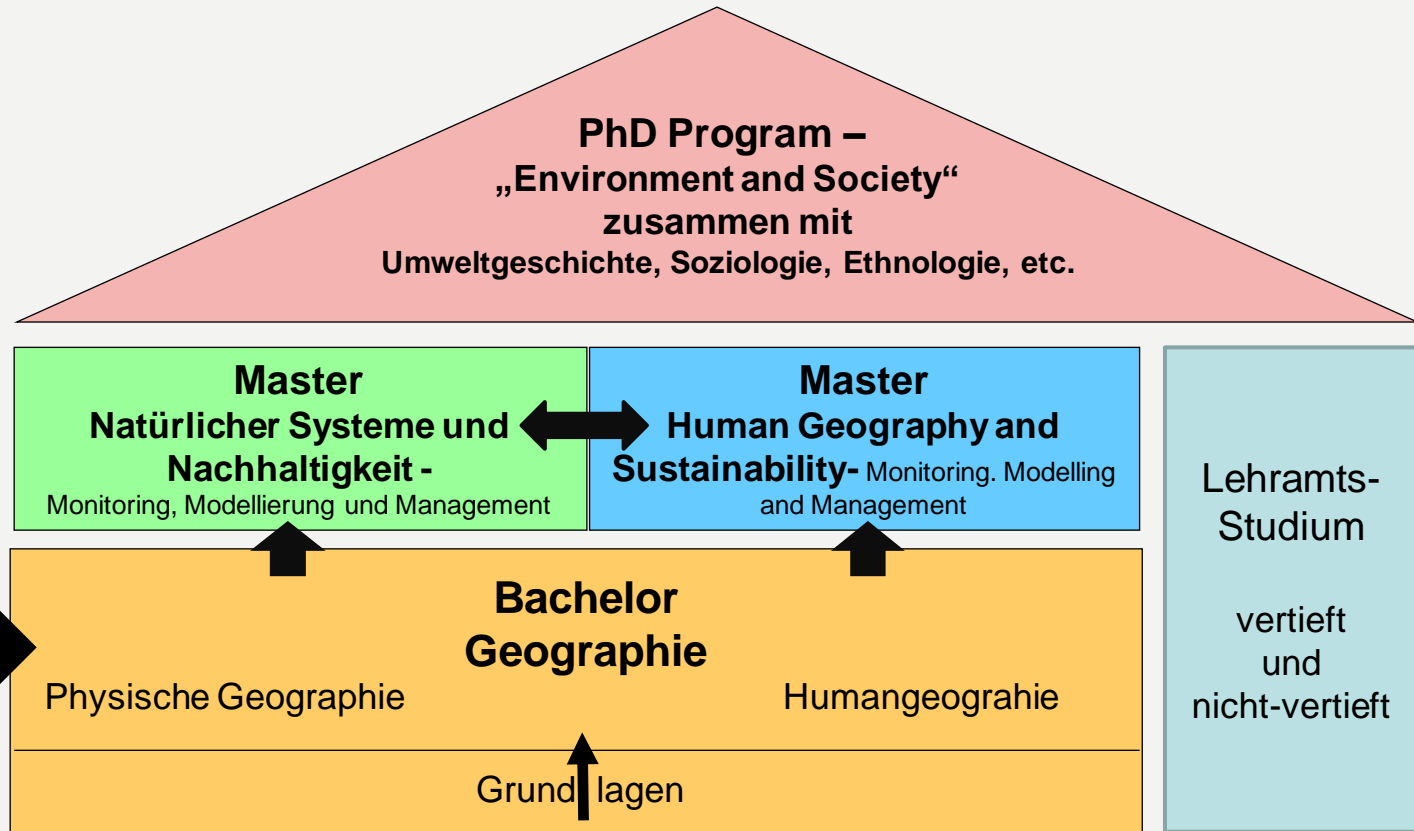 PhD Program –
„Environment and Society“
zusammen mit
Umweltgeschichte, Soziologie, Ethnologie, etc.
Master
Natürlicher Systeme und
Nachhaltigkeit -
Monitoring, Modellierung und Management
Master
Human Geography and
Sustainability- Monitoring. Modelling
and Management
Lehramts-
Studium
vertieft
und
nicht-vertieft
Bachelor
Geographie
Physische Geographie
Humangeograhie
Grund lagen